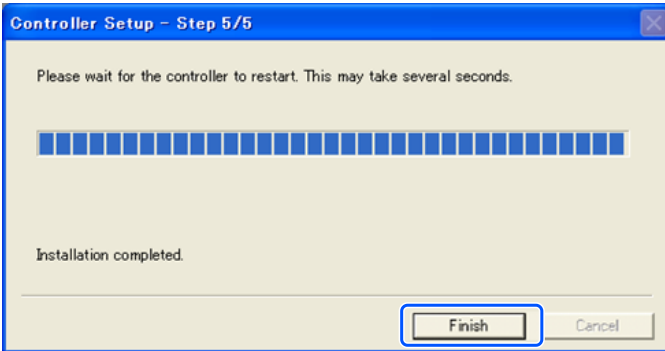 Controller Setup - Step 5/5
Please wait for the controller to restart. This may take several seconds.
Installation completed.
Finish
Cancel